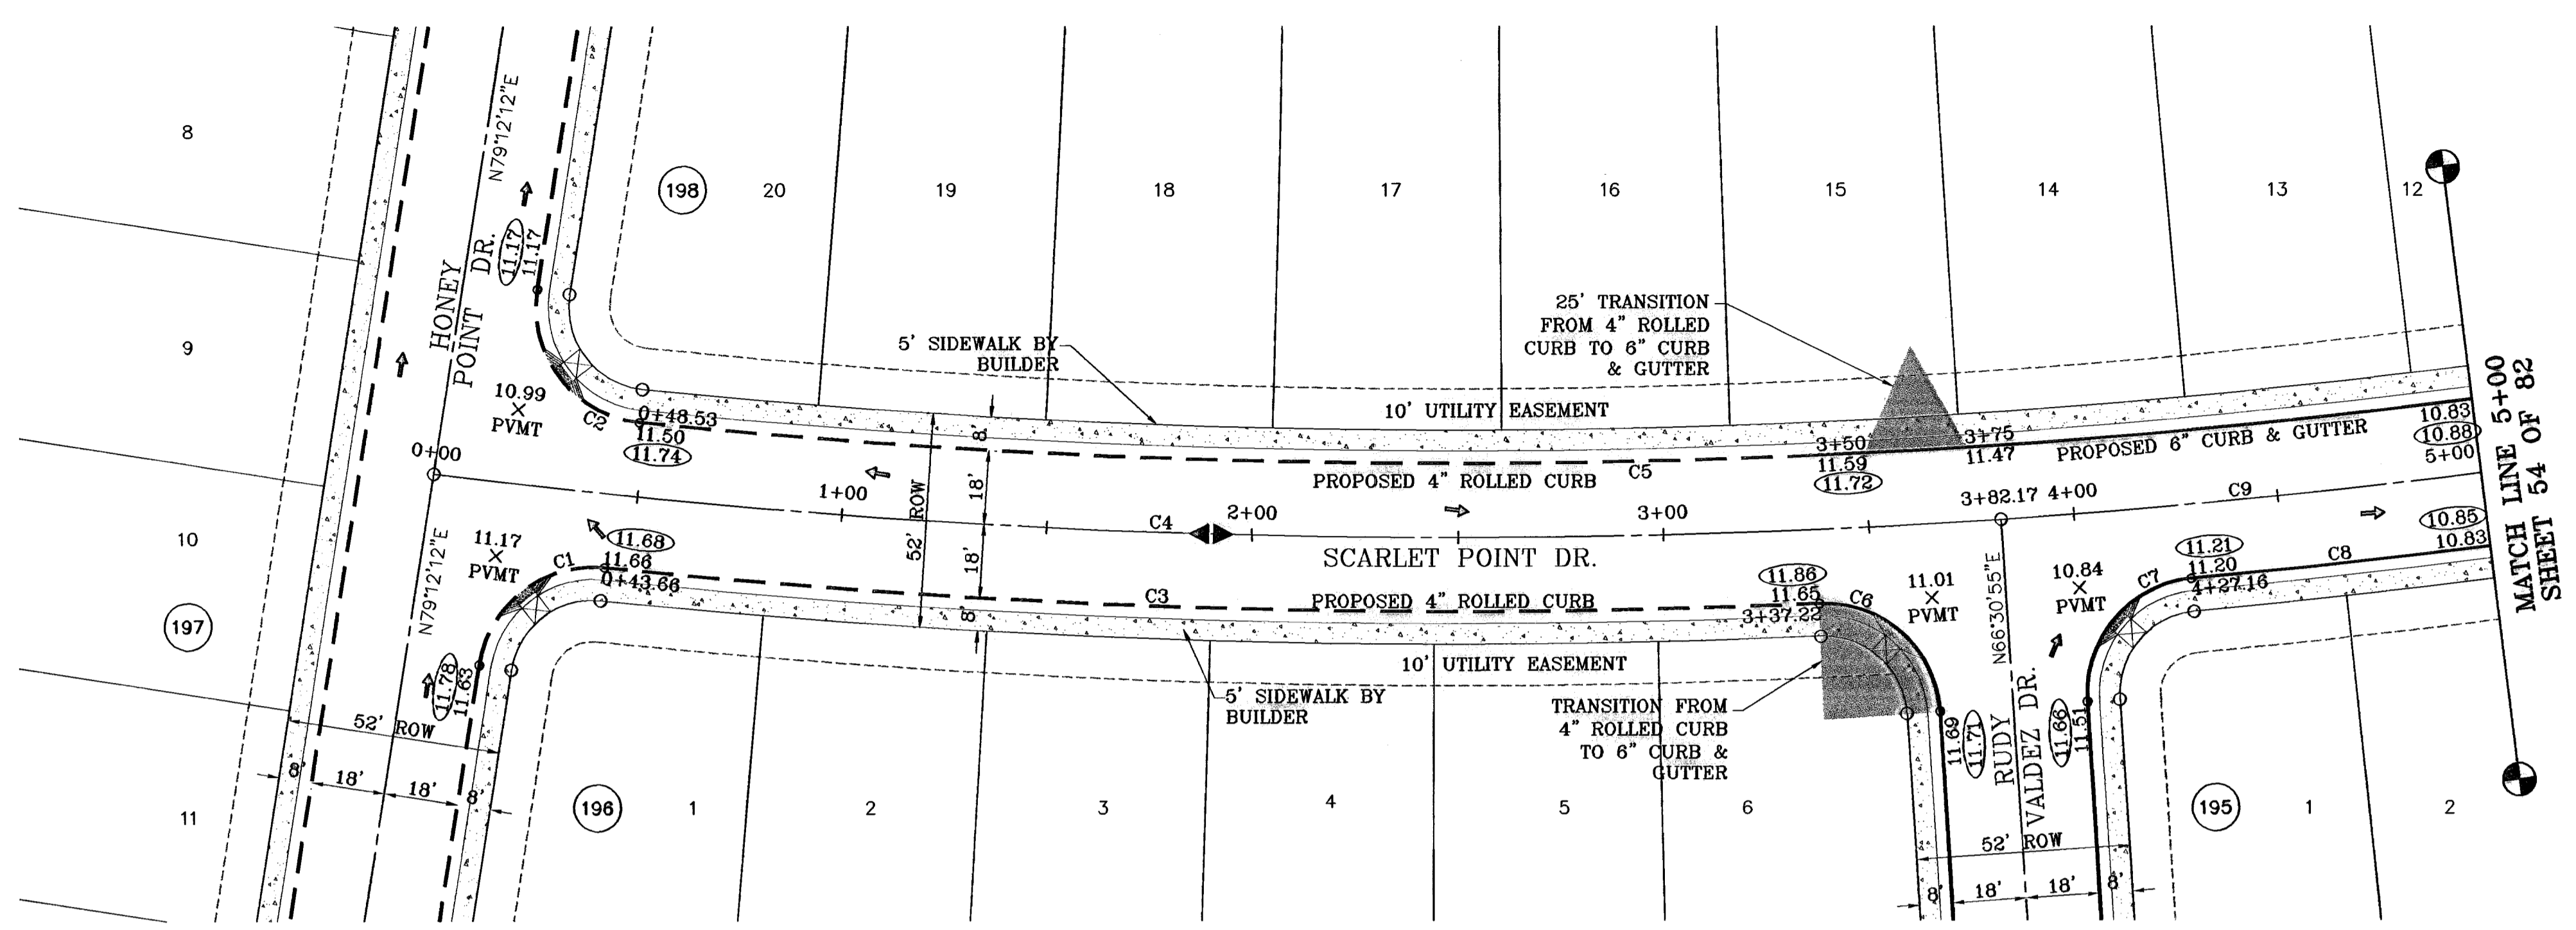 8
9
10
11
197
N79°12'12"E
HONEY
POINT DR.
11.17
11.17
10.99
PVMT
0+00
C2
0+48.53
11.50
11.74
198
20
19
18
17
16
15
14
13
12
5' SIDEWALK BY
BUILDER
25' TRANSITION
FROM 4" ROLLED
CURB TO 6" CURB
& GUTTER
10' UTILITY EASEMENT
8'
18'
52' ROW
18'
8'
1+00
C4
2+00
3+00
PROPOSED 4" ROLLED CURB
C5
3+50
11.59
11.72
3+75
11.47
PROPOSED 6" CURB & GUTTER
10.83
10.88
5+00
3+82.17
4+00
C9
SCARLET POINT DR.
11.17
PVMT
C1
11.68
11.66
0+43.66
N79°12'12"E
11.78
11.63
C3
PROPOSED 4" ROLLED CURB
11.86
11.65
3+37.22
C6
11.01
PVMT
N66°30'55"E
10.84
PVMT
C7
11.21
11.20
4+27.16
C8
10.85
10.83
MATCH LINE 5+00
SHEET 54 OF 82
10' UTILITY EASEMENT
5' SIDEWALK BY
BUILDER
TRANSITION FROM
4" ROLLED CURB
TO 6" CURB &
GUTTER
11.69
11.71
RUDY
VALDEZ DR.
11.66
11.51
52' ROW
8'
18'
18'
8'
196
1
2
3
4
5
6
52' ROW
8'
18'
18'
8'
195
1
2